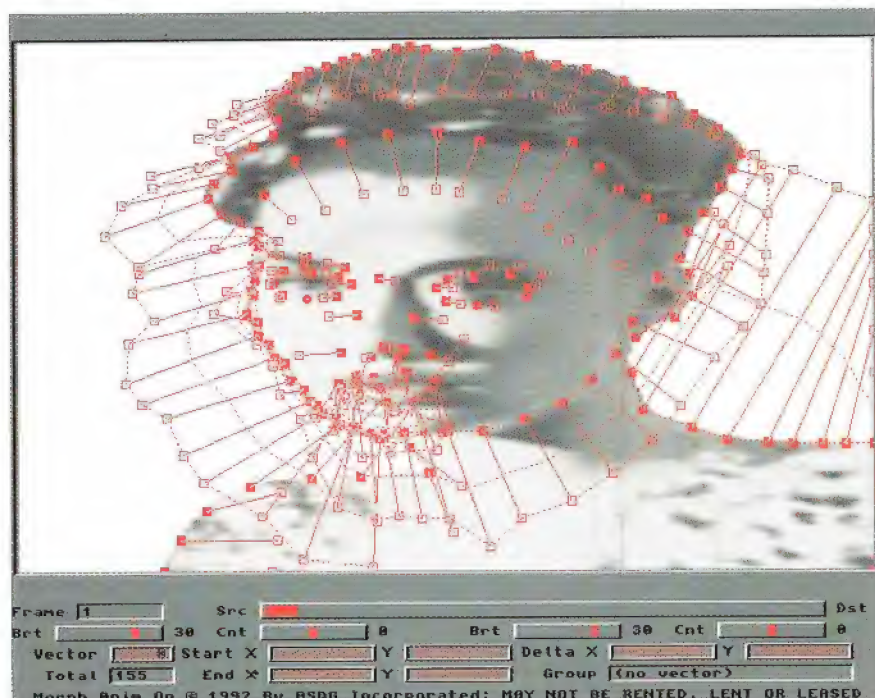 Frame 1 Src Dst
Brt 30 Cnt 0 Brt 30 Cnt 0
Vector 0 Start X Y Delta X Y
Total 155 End X Y Group (no vector)
Morph Anim Op © 1992 By ASDG Incorporated: MAY NOT BE RENTED, LENT OR LEASED